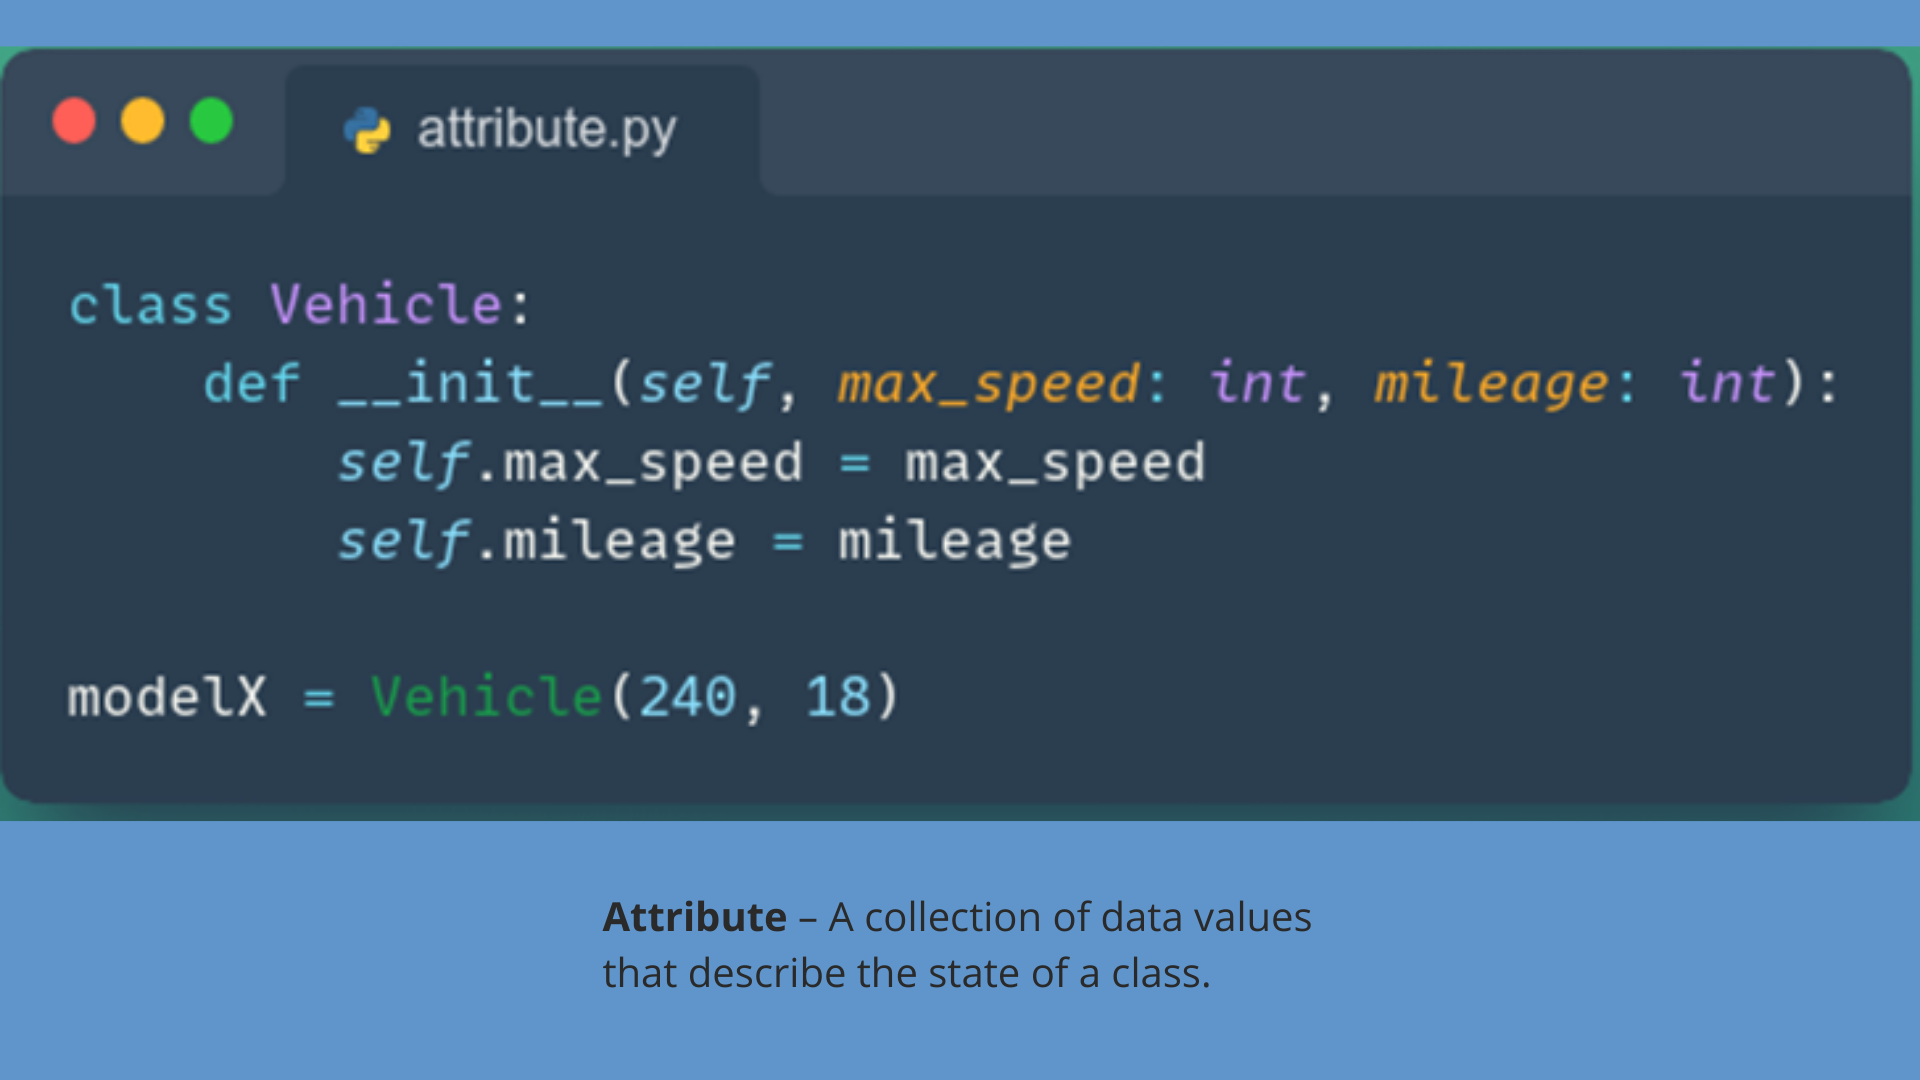 attribute.py
class Vehicle:
    def __init__(self, max_speed: int, mileage: int):
        self.max_speed = max_speed
        self.mileage = mileage
modelX = Vehicle(240, 18)
Attribute – A collection of data values
that describe the state of a class.